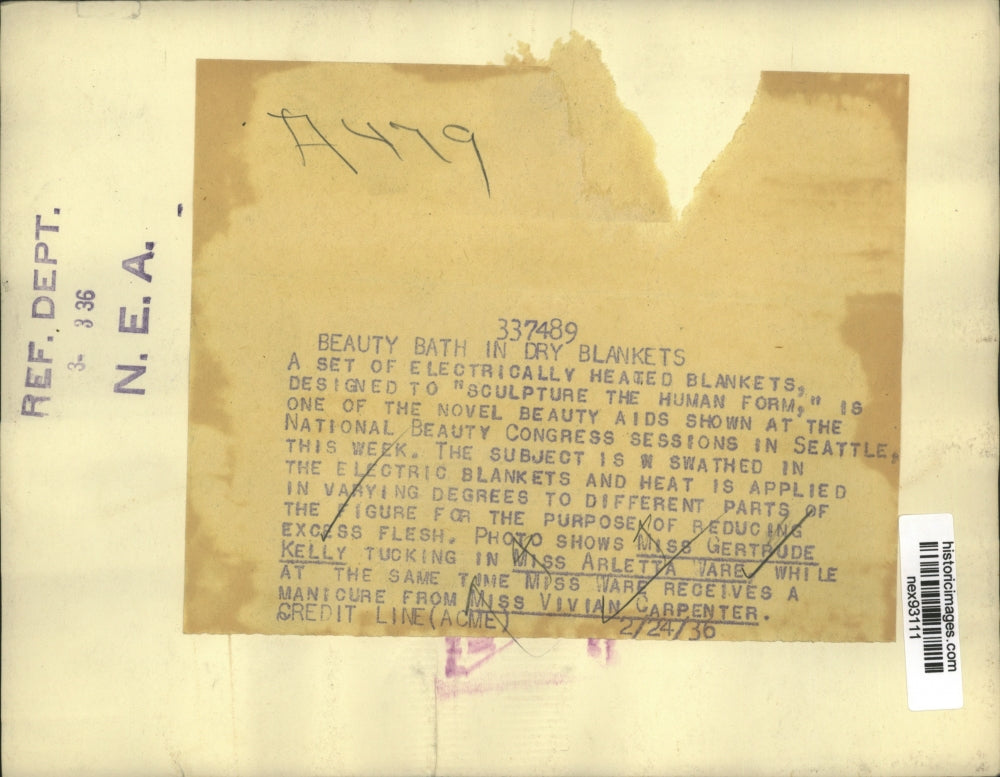 A479
REF. DEPT.
3- 3 36
N. E. A.
337489
BEAUTY BATH IN DRY BLANKETS
A SET OF ELECTRICALLY HEATED BLANKETS,
DESIGNED TO "SCULPTURE THE HUMAN FORM," IS
ONE OF THE NOVEL BEAUTY AIDS SHOWN AT THE
NATIONAL BEAUTY CONGRESS SESSIONS IN SEATTLE,
THIS WEEK. THE SUBJECT IS W SWATHED IN
THE ELECTRIC BLANKETS AND HEAT IS APPLIED
IN VARYING DEGREES TO DIFFERENT PARTS OF
THE FIGURE FOR THE PURPOSE OF REDUCING
EXCESS FLESH. PHOTO SHOWS MISS GERTRUDE
KELLY TUCKING IN MISS ARLETTA WARE WHILE
AT THE SAME TIME MISS WARE RECEIVES A
MANICURE FROM MISS VIVIAN CARPENTER.
CREDIT LINE(ACME) 2/24/36
historicimages.com
nex93111